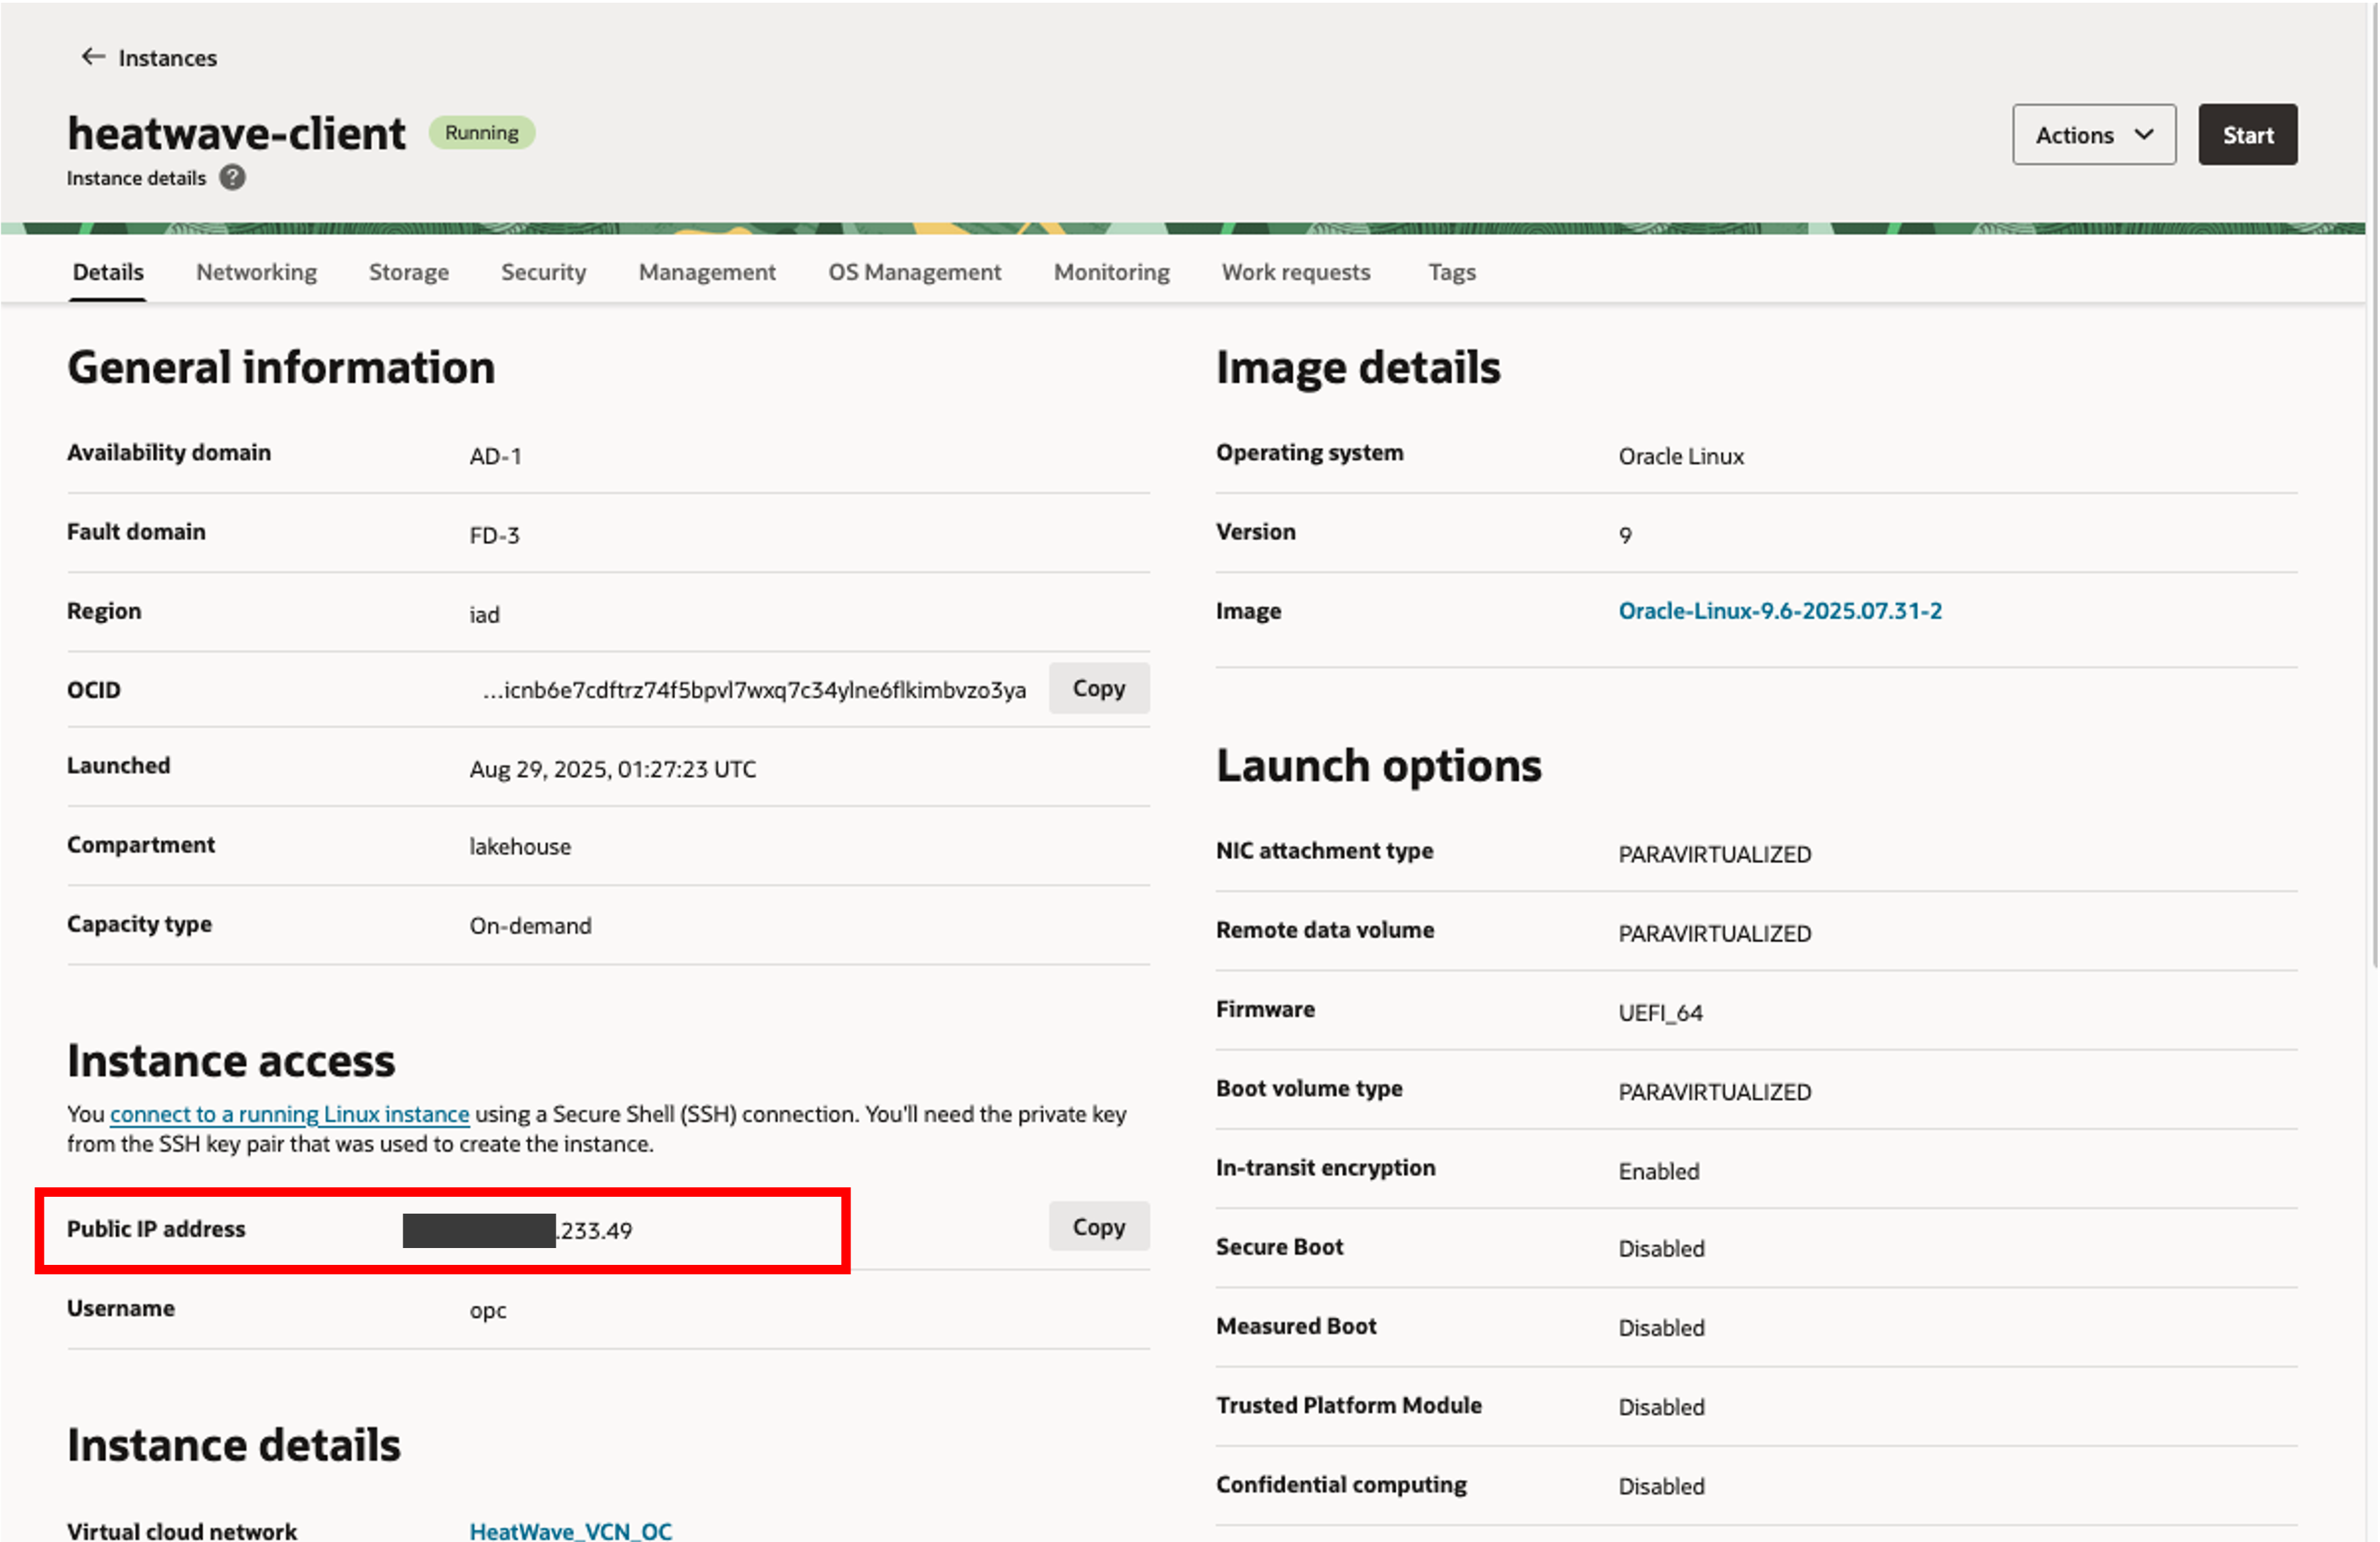 Instances
heatwave-client Running
Instance details
Actions Start
Details Networking Storage Security Management OS Management Monitoring Work requests Tags
General information
Availability domain AD-1
Fault domain FD-3
Region iad
OCID ...icnb6e7cdftrz74f5bpvl7wxq7c34ylne6flkimbvzo3ya Copy
Launched Aug 29, 2025, 01:27:23 UTC
Compartment lakehouse
Capacity type On-demand
Instance access
You connect to a running Linux instance using a Secure Shell (SSH) connection. You'll need the private key
from the SSH key pair that was used to create the instance.
Public IP address .233.49 Copy
Username opc
Instance details
Virtual cloud network HeatWave_VCN_OC
Image details
Operating system Oracle Linux
Version 9
Image Oracle-Linux-9.6-2025.07.31-2
Launch options
NIC attachment type PARAVIRTUALIZED
Remote data volume PARAVIRTUALIZED
Firmware UEFI_64
Boot volume type PARAVIRTUALIZED
In-transit encryption Enabled
Secure Boot Disabled
Measured Boot Disabled
Trusted Platform Module Disabled
Confidential computing Disabled